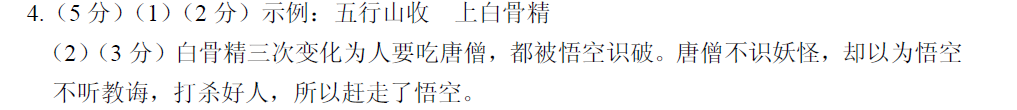 4.（5 分）（1）（2 分）示例：五行山收　上白骨精
（2）（3 分）白骨精三次变化为人要吃唐僧，都被悟空识破。唐僧不识妖怪，却以为悟空
不听教诲，打杀好人，所以赶走了悟空。